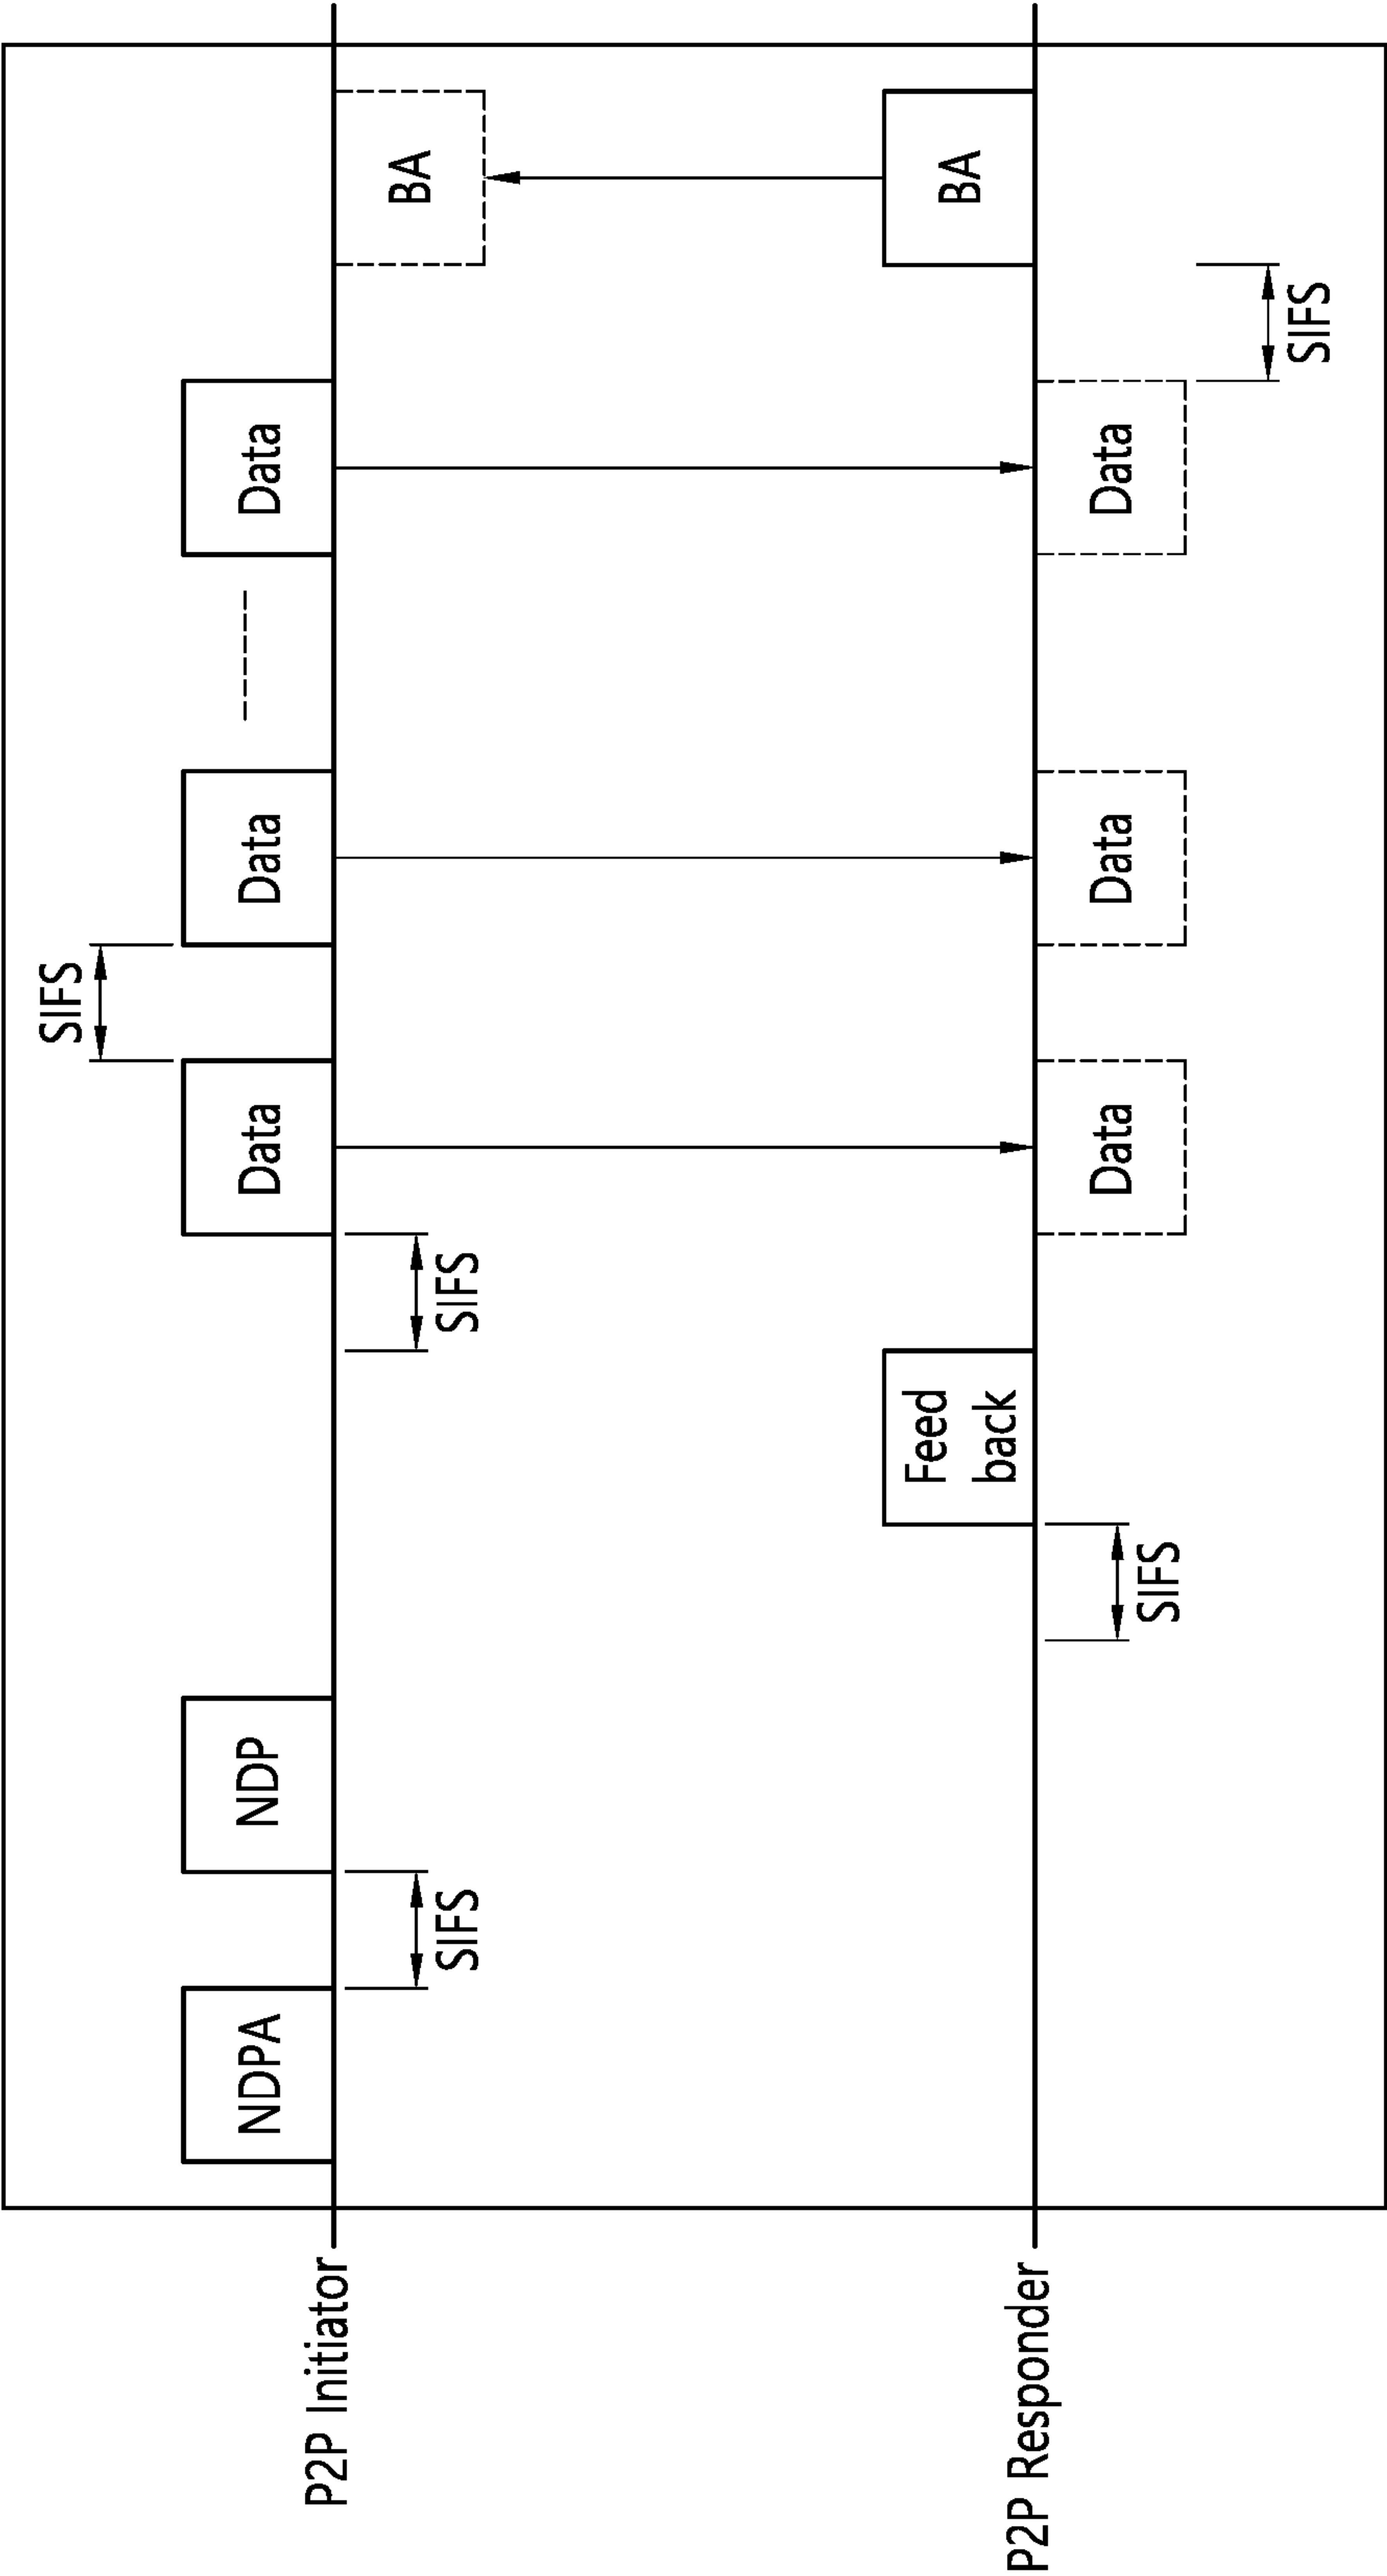 SIFS
NDPA
NDP
Data
Data
Data
P2P Initiator
SIFS
SIFS
BA
Feed
back
BA
P2P Responder
Data
Data
Data
SIFS
SIFS